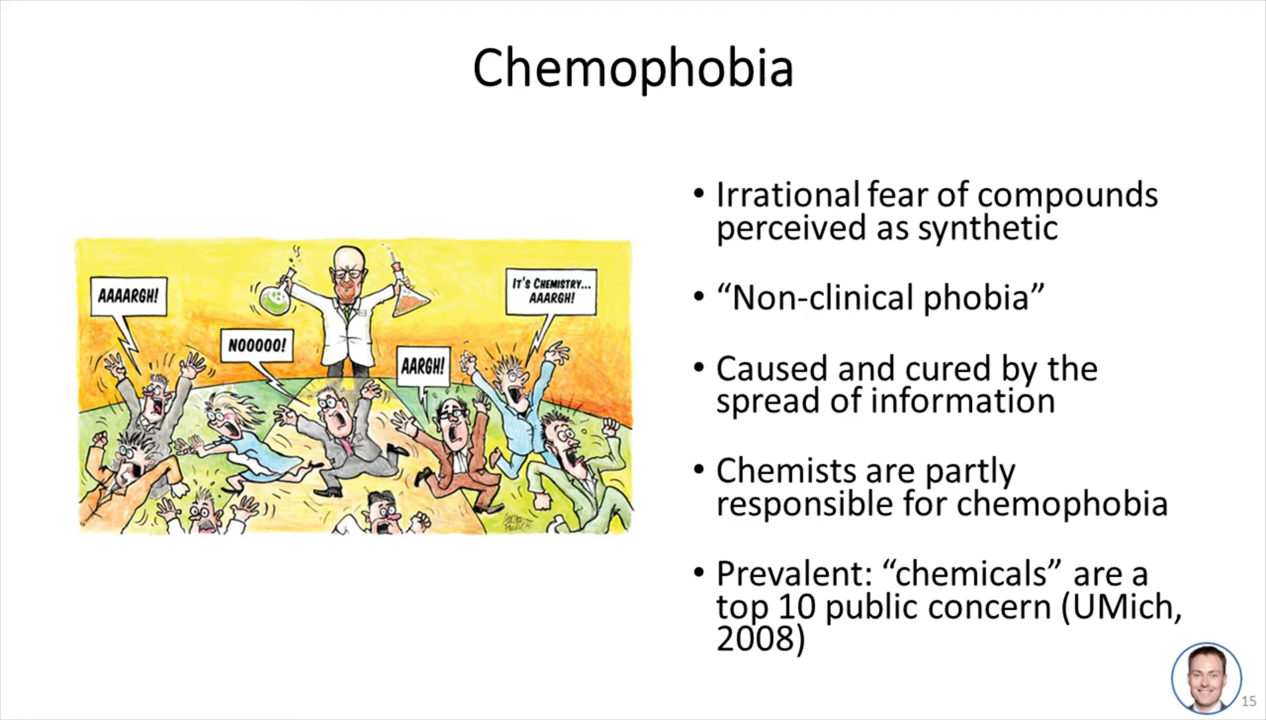 Chemophobia
AAAARGH!
NOOOOO!
AARGH!
IT'S CHEMISTRY...
AAARGH!
• Irrational fear of compounds
perceived as synthetic
• “Non-clinical phobia”
• Caused and cured by the
spread of information
• Chemists are partly
responsible for chemophobia
• Prevalent: “chemicals” are a
top 10 public concern (UMich,
2008)
15